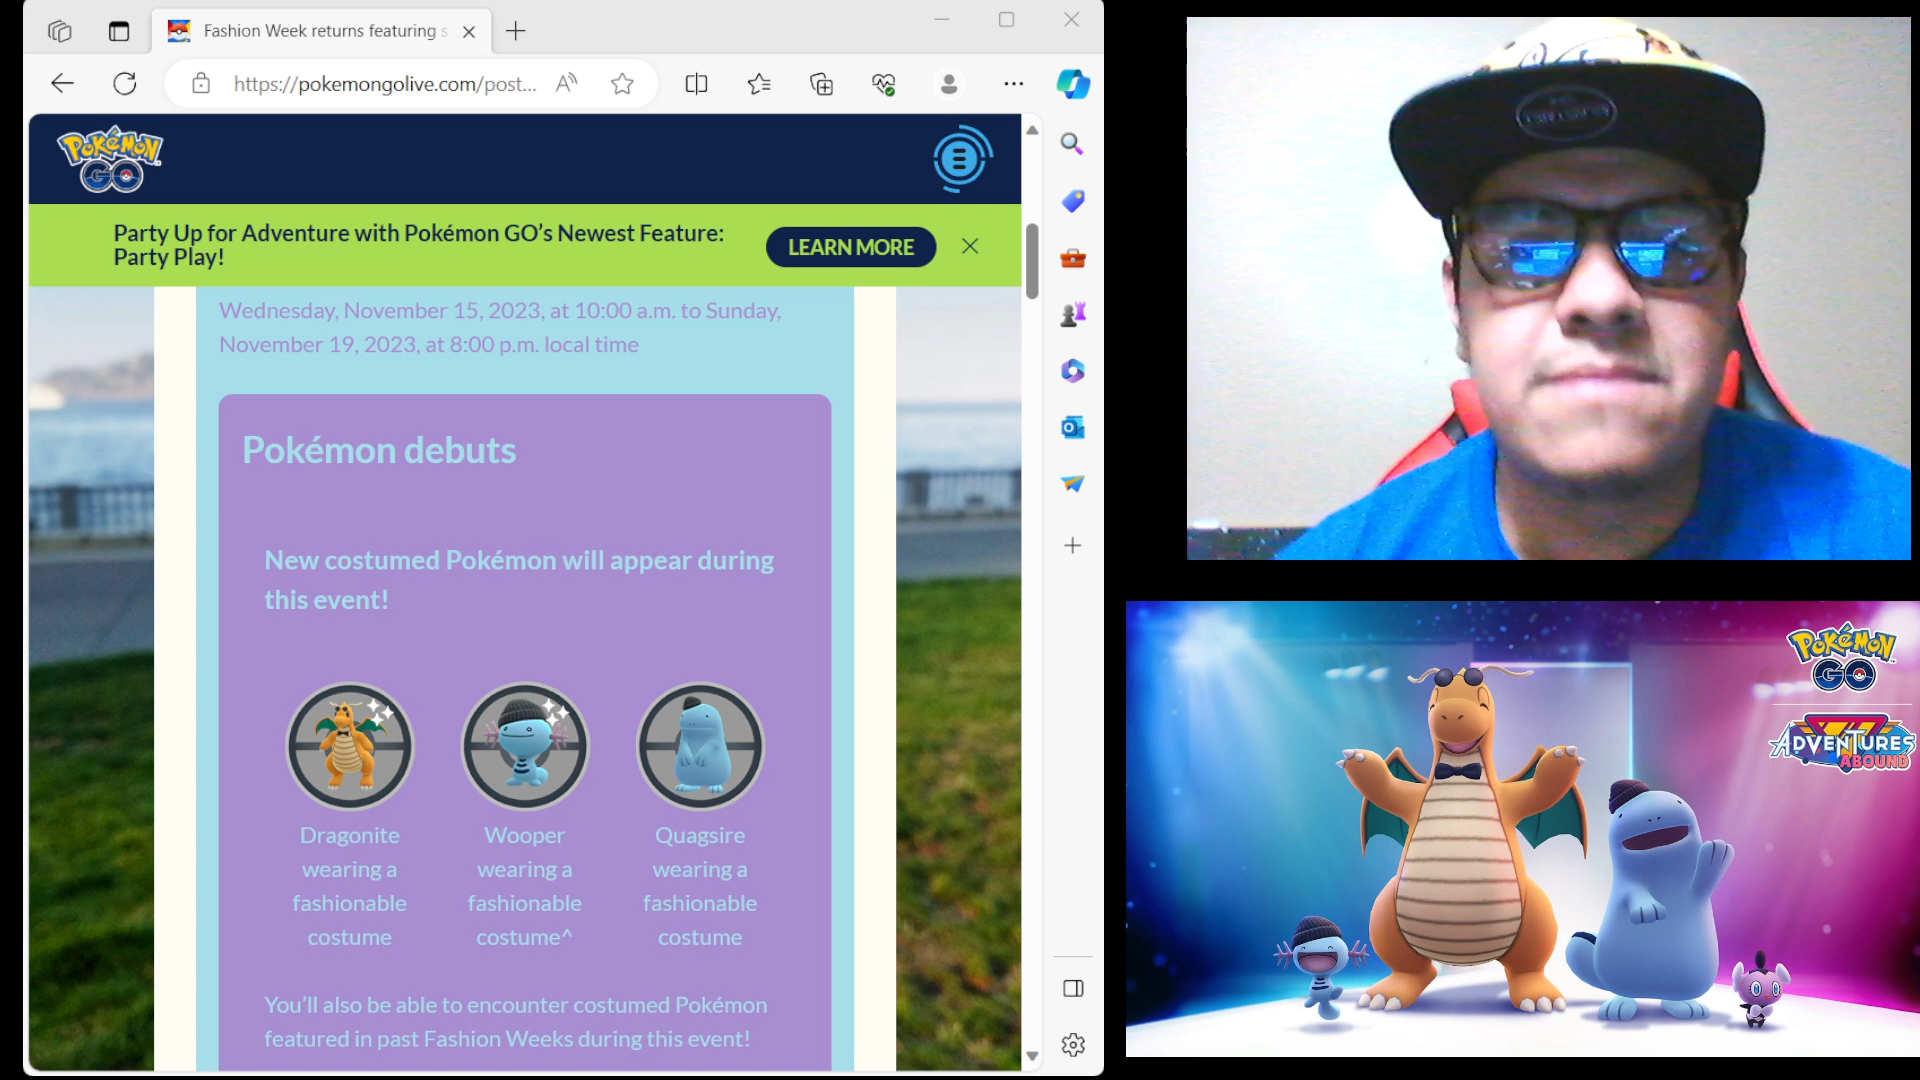 Fashion Week returns featuring s
https://pokemongolive.com/post...
POKéMON
GO
Party Up for Adventure with Pokémon GO's Newest Feature:
Party Play!
LEARN MORE
Wednesday, November 15, 2023, at 10:00 a.m. to Sunday,
November 19, 2023, at 8:00 p.m. local time
Pokémon debuts
New costumed Pokémon will appear during
this event!
Dragonite
wearing a
fashionable
costume
Wooper
wearing a
fashionable
costume^
Quagsire
wearing a
fashionable
costume
You'll also be able to encounter costumed Pokémon
featured in past Fashion Weeks during this event!
POKéMON
GO
ADVENTURES
ABOUND